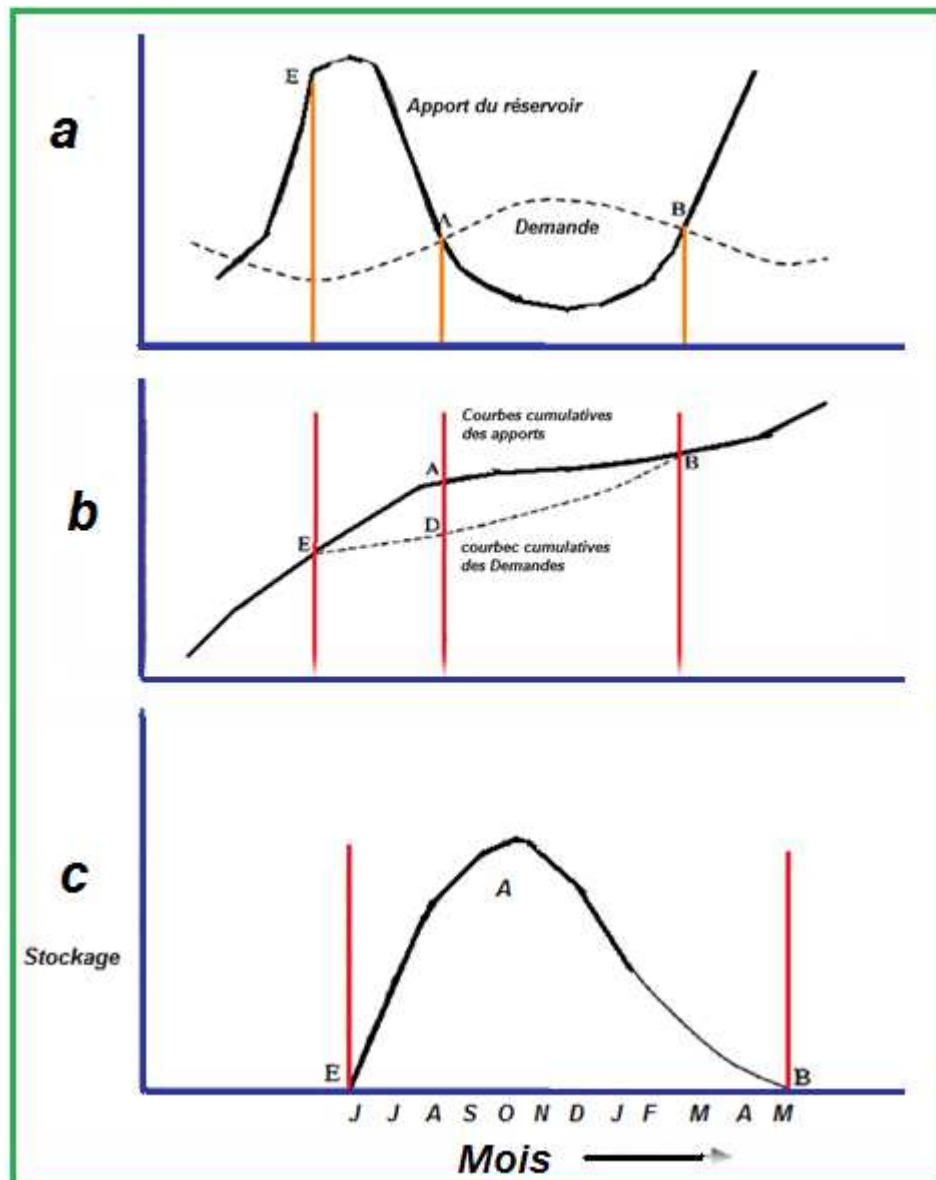 a
E
Apport du réservoir
A
Demande
B
b
Courbes cumulatives
des apports
A
B
D
E
courbec cumulatives
des Demandes
c
A
Stockage
E
B
J J A S O N D J F M A M
Mois